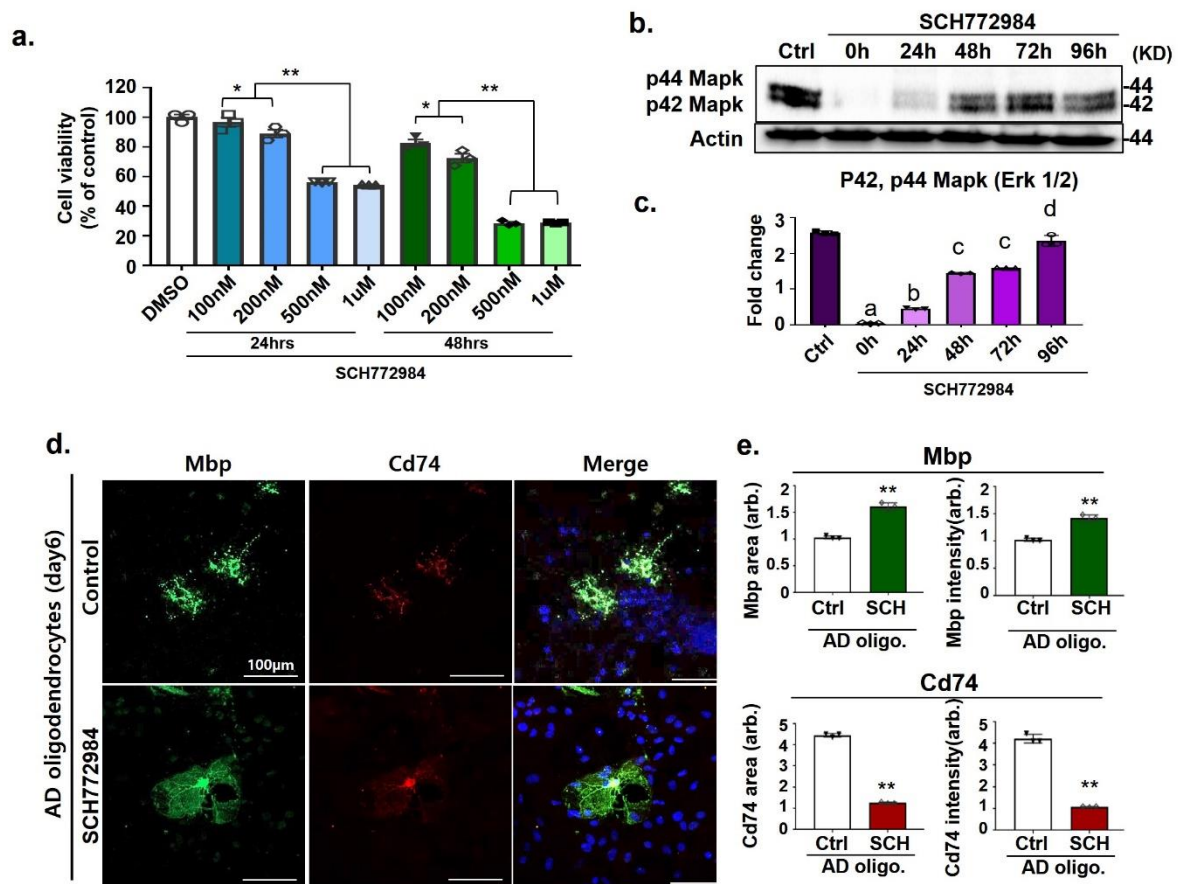 a.
Cell viability
(% of control)
120
100
80
60
40
20
0
*
**
*
**
DMSO
100nM
200nM
500nM
1uM
100nM
200nM
500nM
1uM
24hrs
48hrs
SCH772984
b.
SCH772984
Ctrl 0h 24h 48h 72h 96h (KD)
p44 Mapk
p42 Mapk
-44
-42
Actin
-44
P42, p44 Mapk (Erk 1/2)
c.
Fold change
3
2
1
0
a
b
c
c
d
Ctrl
0h
24h
48h
72h
96h
SCH772984
d.
Mbp Cd74 Merge
AD oligodendrocytes (day6)
Control
100μm
SCH772984
e.
Mbp
Mbp area (arb.)
2
1.5
1
0.5
0
**
Ctrl SCH
AD oligo.
Mbp intensity(arb.)
2
1.5
1
0.5
0
**
Ctrl SCH
AD oligo.
Cd74
Cd74 area (arb.)
5
4
3
2
1
0
**
Ctrl SCH
AD oligo.
Cd74 intensity(arb.)
5
4
3
2
1
0
**
Ctrl SCH
AD oligo.